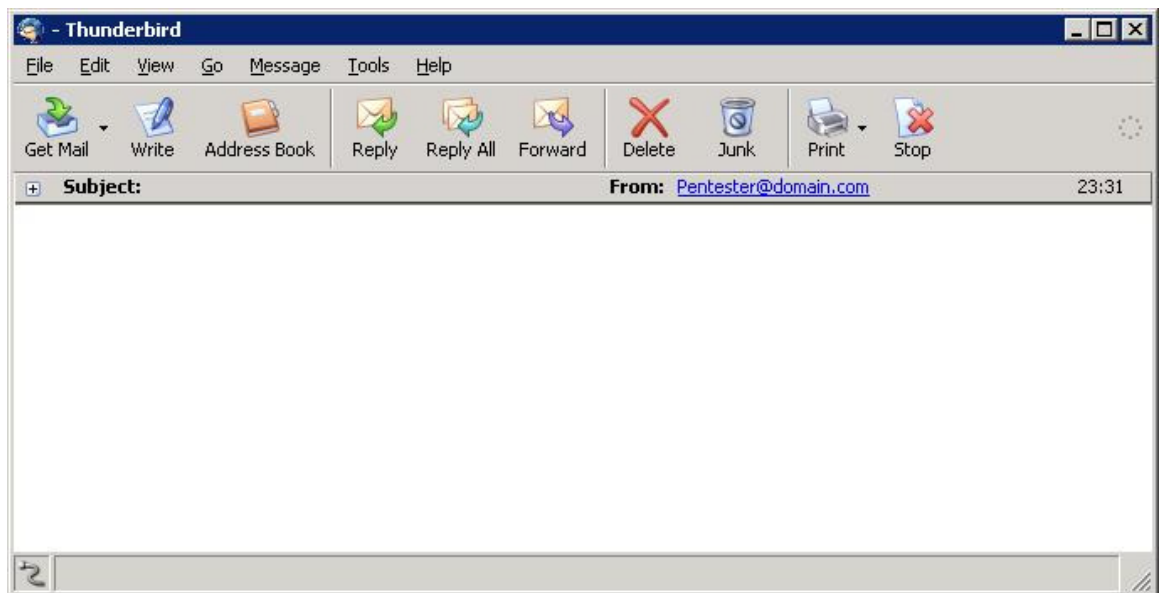 - Thunderbird
File Edit View Go Message Tools Help
Get Mail Write Address Book Reply Reply All Forward Delete Junk Print Stop
Subject: From: Pentester@domain.com 23:31